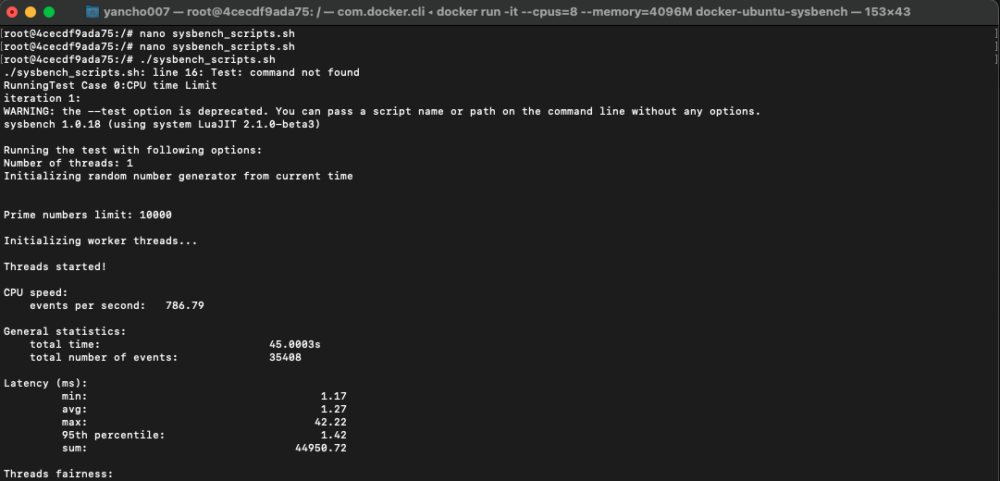 yancho007 — root@4cecdf9ada75: / — com.docker.cli ◂ docker run -it --cpus=8 --memory=4096M docker-ubuntu-sysbench — 153×43
[root@4cecdf9ada75:/# nano sysbench_scripts.sh ]
[root@4cecdf9ada75:/# nano sysbench_scripts.sh ]
[root@4cecdf9ada75:/# ./sysbench_scripts.sh ]
./sysbench_scripts.sh: line 16: Test: command not found
RunningTest Case 0:CPU time Limit
iteration 1:
WARNING: the --test option is deprecated. You can pass a script name or path on the command line without any options.
sysbench 1.0.18 (using system LuaJIT 2.1.0-beta3)
Running the test with following options:
Number of threads: 1
Initializing random number generator from current time
Prime numbers limit: 10000
Initializing worker threads...
Threads started!
CPU speed:
events per second: 786.79
General statistics:
total time: 45.0003s
total number of events: 35408
Latency (ms):
min: 1.17
avg: 1.27
max: 42.22
95th percentile: 1.42
sum: 44950.72
Threads fairness: